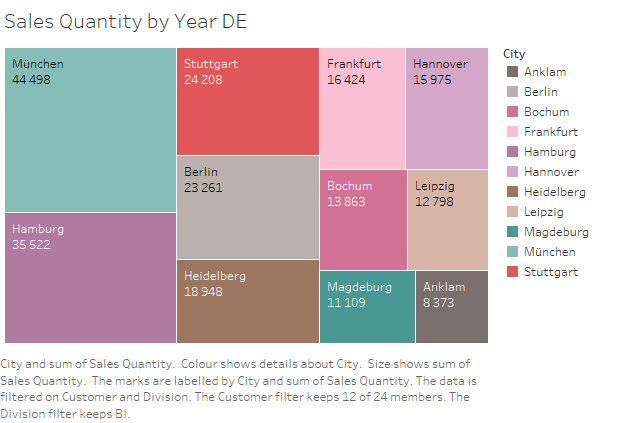 Sales Quantity by Year DE
München
44 498
Stuttgart
24 208
Frankfurt
16 424
Hannover
15 975
Berlin
23 261
Bochum
13 863
Leipzig
12 798
Hamburg
35 522
Heidelberg
18 948
Magdeburg
11 109
Anklam
8 373
City
Anklam
Berlin
Bochum
Frankfurt
Hamburg
Hannover
Heidelberg
Leipzig
Magdeburg
München
Stuttgart
City and sum of Sales Quantity.  Colour shows details about City.  Size shows sum of
Sales Quantity.  The marks are labelled by City and sum of Sales Quantity. The data is
filtered on Customer and Division. The Customer filter keeps 12 of 24 members. The
Division filter keeps BI.